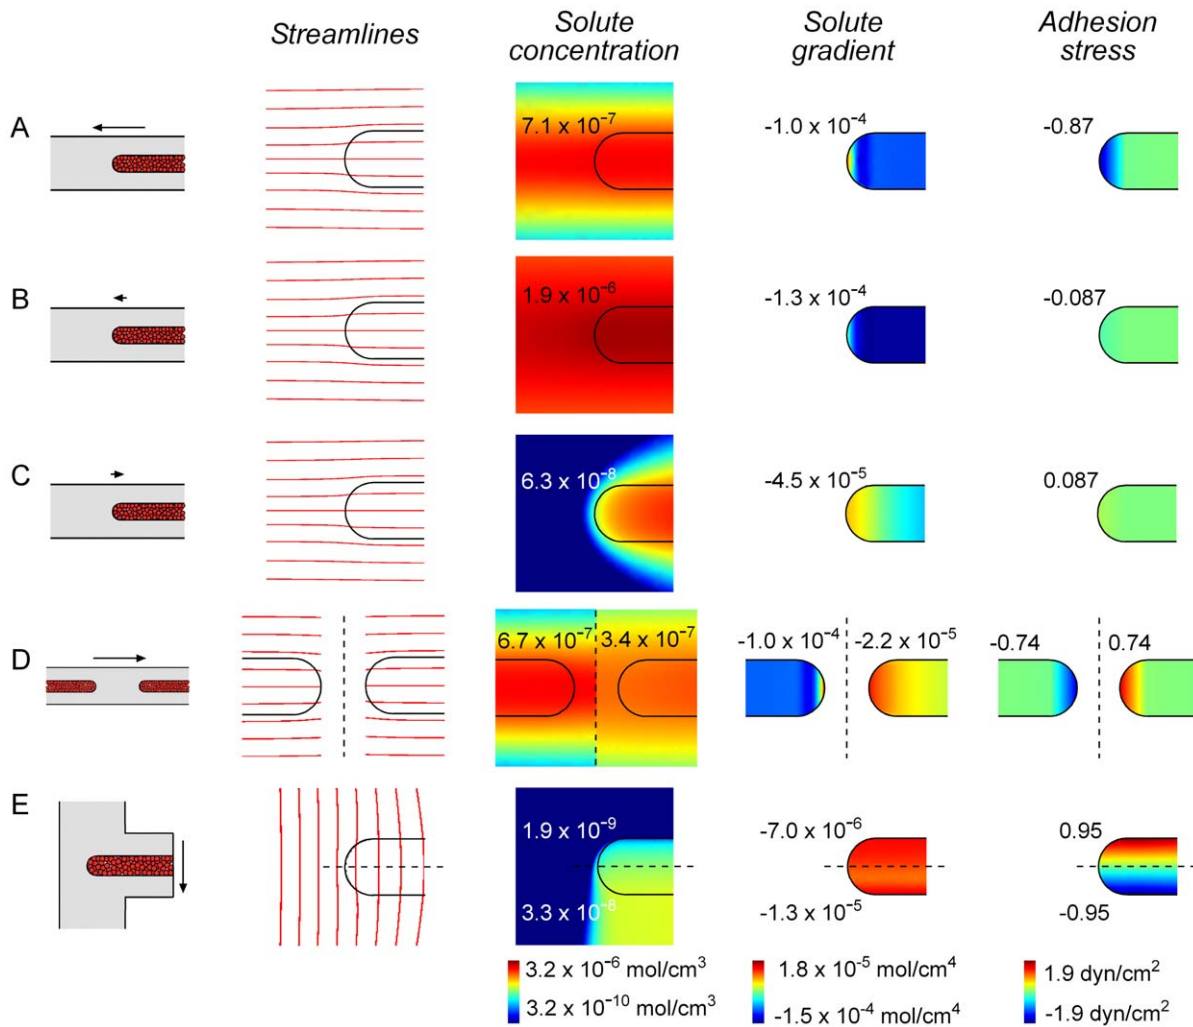 Streamlines
Solute
concentration
Solute
gradient
Adhesion
stress
A
7.1 x 10⁻⁷
-1.0 x 10⁻⁴
-0.87
B
1.9 x 10⁻⁶
-1.3 x 10⁻⁴
-0.087
C
6.3 x 10⁻⁸
-4.5 x 10⁻⁵
0.087
D
6.7 x 10⁻⁷ 3.4 x 10⁻⁷
-1.0 x 10⁻⁴ -2.2 x 10⁻⁵
-0.74 0.74
E
1.9 x 10⁻⁹
3.3 x 10⁻⁸
-7.0 x 10⁻⁶
-1.3 x 10⁻⁵
0.95
-0.95
3.2 x 10⁻⁶ mol/cm³
3.2 x 10⁻¹⁰ mol/cm³
1.8 x 10⁻⁵ mol/cm⁴
-1.5 x 10⁻⁴ mol/cm⁴
1.9 dyn/cm²
-1.9 dyn/cm²